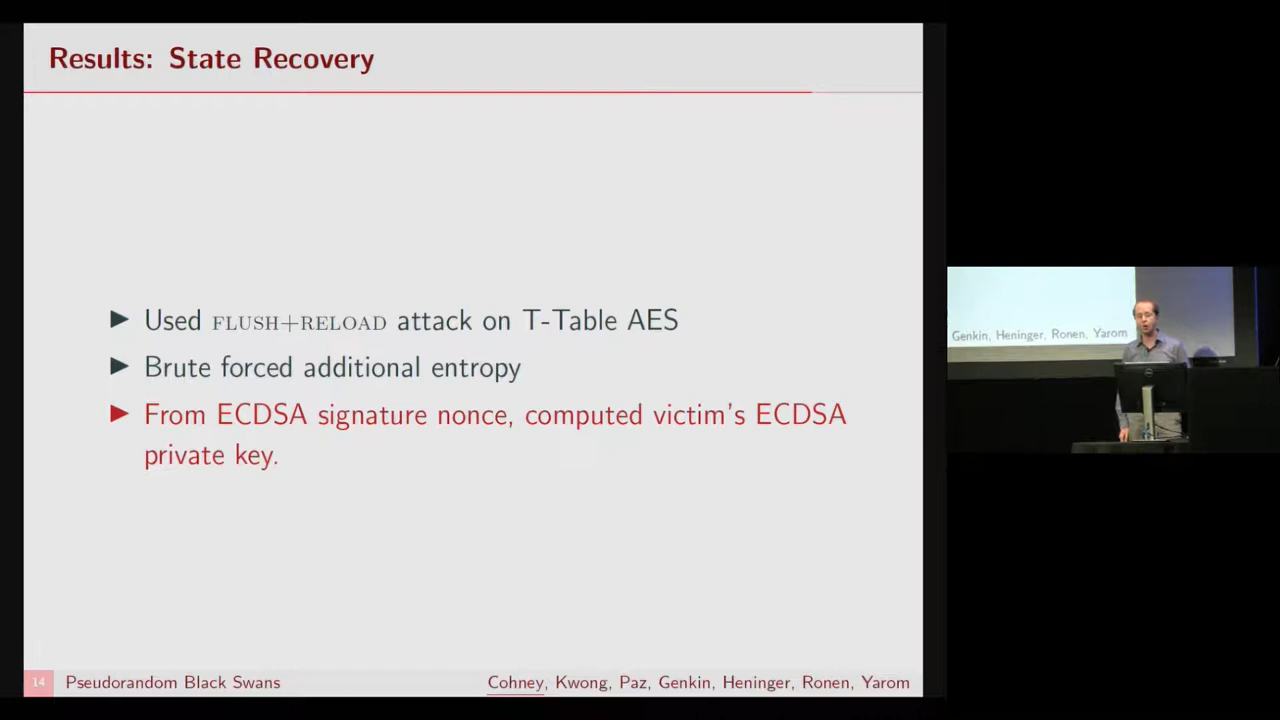 Results: State Recovery
▶ Used FLUSH+RELOAD attack on T-Table AES
▶ Brute forced additional entropy
▶ From ECDSA signature nonce, computed victim's ECDSA
private key.
Genkin, Heninger, Ronen, Yarom
14 Pseudorandom Black Swans
Cohney, Kwong, Paz, Genkin, Heninger, Ronen, Yarom